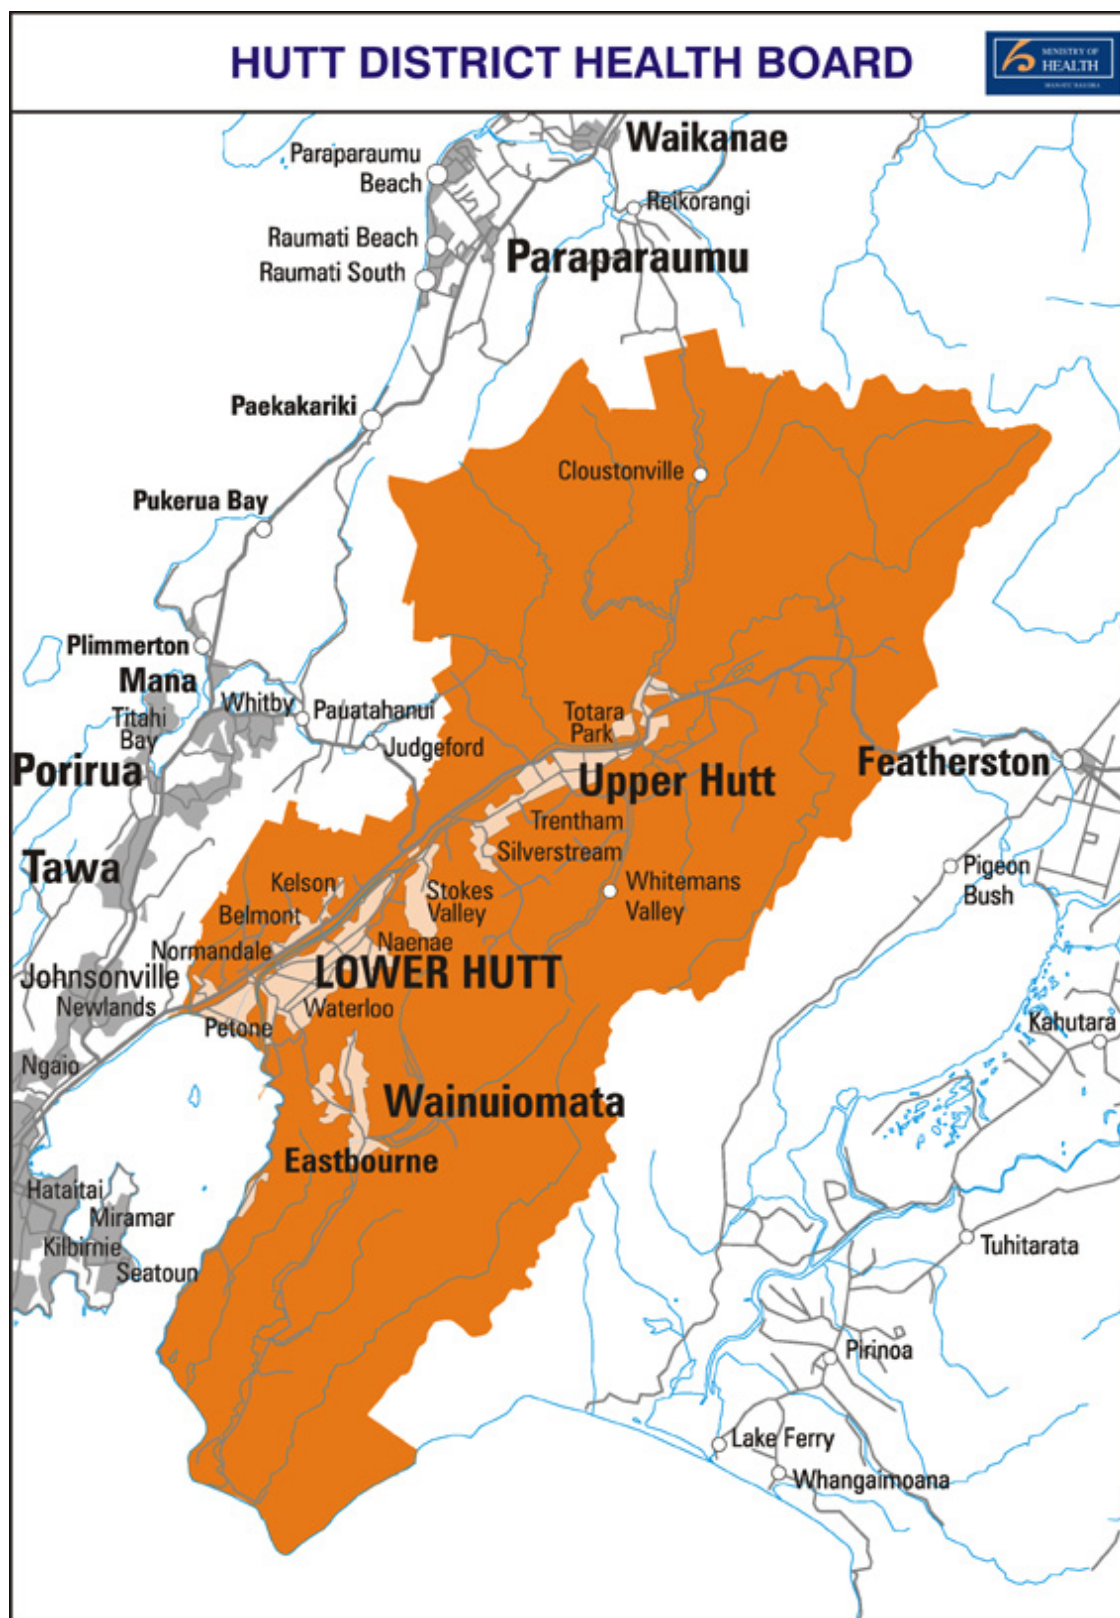 HUTT DISTRICT HEALTH BOARD
MINISTRY OF
HEALTH
Waikanae
Paraparaumu
Beach
Reikorangi
Raumati Beach
Paraparaumu
Raumati South
Paekakariki
Cloustonville
Pukerua Bay
Plimmerton
Mana
Whitby
Pauatahanui
Titahi
Bay
Totara
Park
Judgeford
Porirua
Featherston
Upper Hutt
Trentham
Tawa
Silverstream
Pigeon
Bush
Kelson
Stokes
Valley
Whitemans
Valley
Belmont
Normandale
Naenae
Johnsonville
LOWER HUTT
Newlands
Waterloo
Petone
Kahutara
Ngaio
Wainuiomata
Eastbourne
Hataitai
Miramar
Kilbirnie
Seatoun
Tuhitarata
Pirinoa
Lake Ferry
Whangaimoana